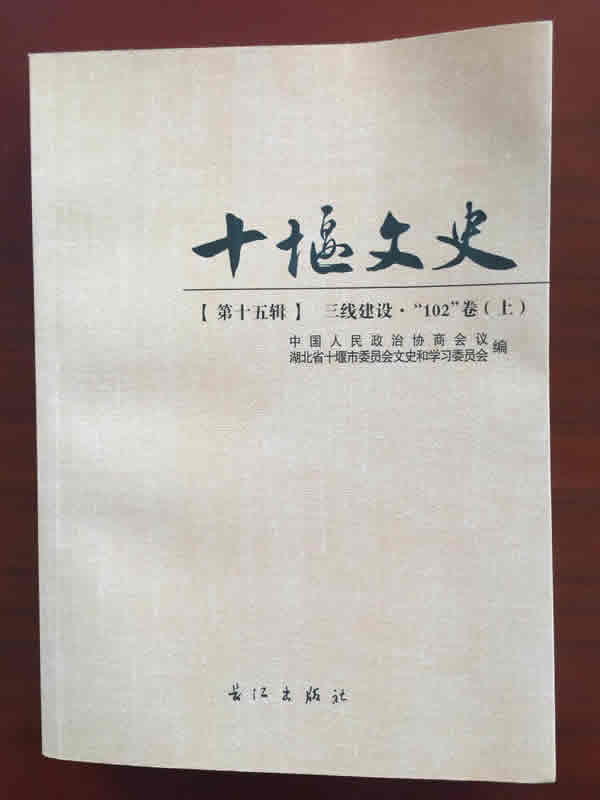 十堰文史
【第十五辑】 三线建设·“102”卷(上)
中国人民政治协商会议
湖北省十堰市委员会文史和学习委员会 编
长江出版社